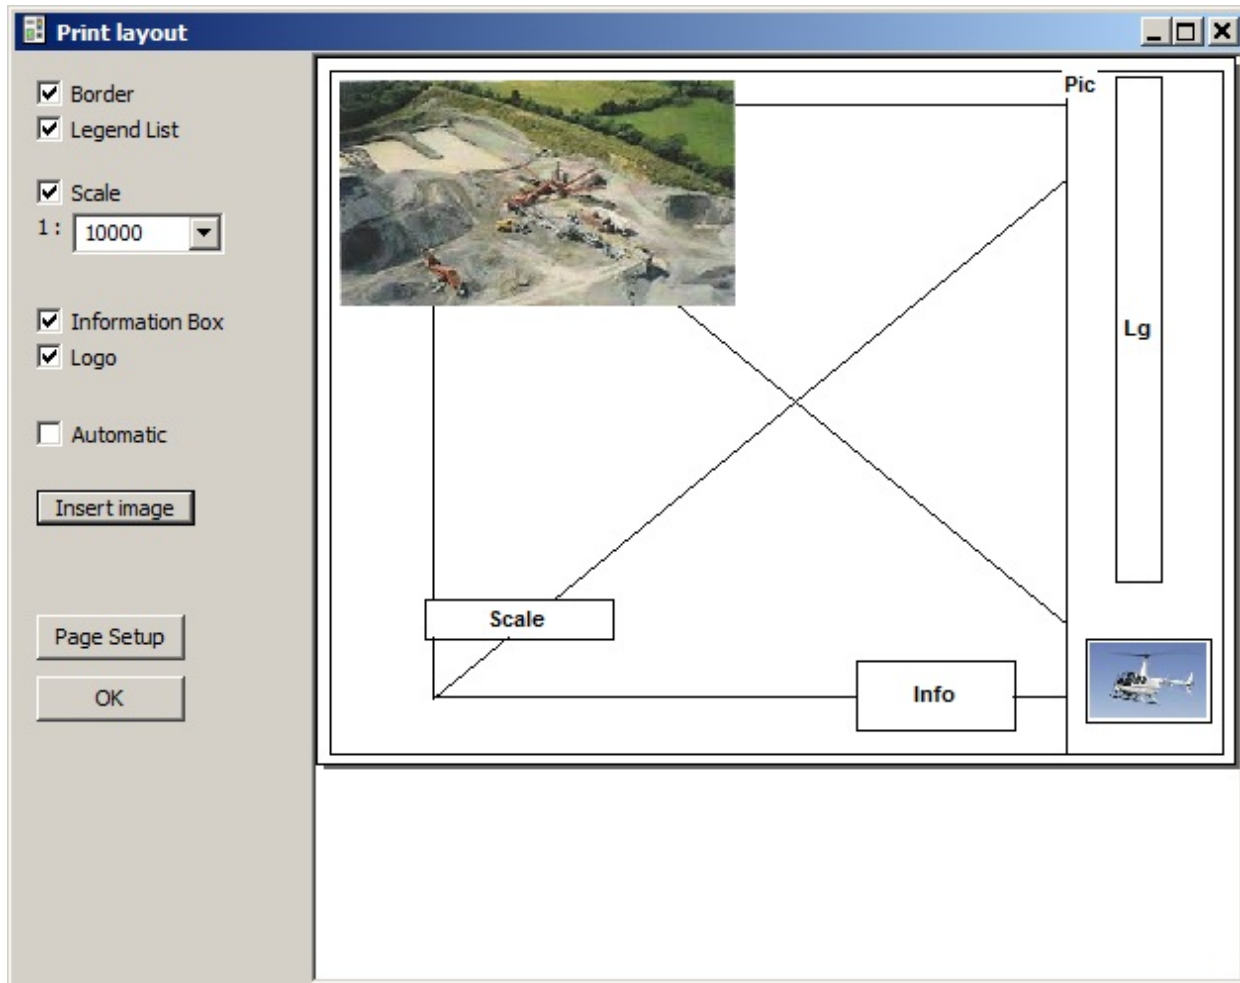 Print layout
Border
Legend List
Scale
1 : 10000
Information Box
Logo
Automatic
Insert image
Page Setup
OK
Pic
Lg
Scale
Info